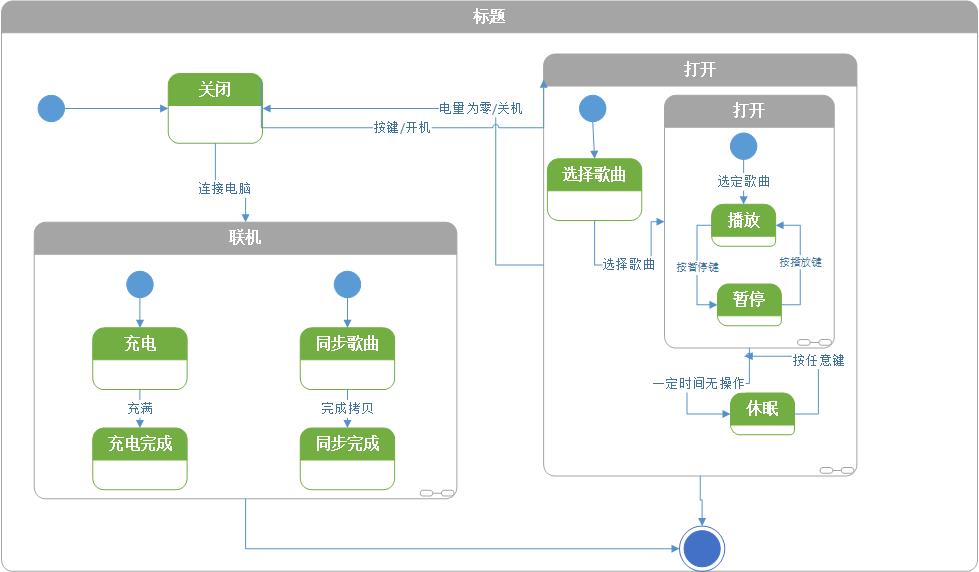 标题
关闭
电量为零/关机
按键/开机
连接电脑
联机
充电
充满
充电完成
同步歌曲
完成拷贝
同步完成
打开
选择歌曲
选择歌曲
打开
选定歌曲
播放
按暂停键
按播放键
暂停
一定时间无操作
按任意键
休眠